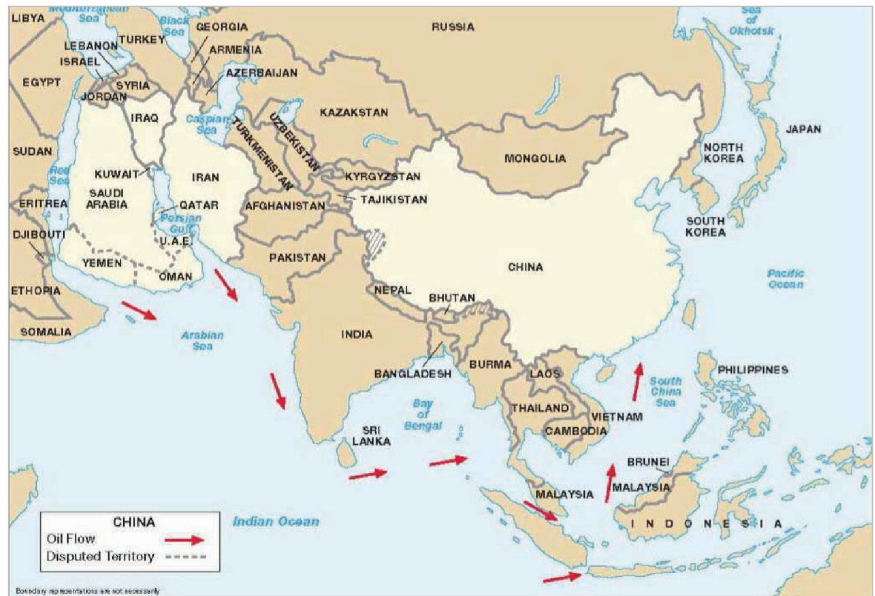 Mediterranean
Sea
Black
Sea
Sea
of
Okhotsk
LIBYA
GEORGIA
RUSSIA
LEBANON
TURKEY
ARMENIA
ISRAEL
AZERBAIJAN
EGYPT
SYRIA
JORDAN
KAZAKSTAN
IRAQ
Caspian
Sea
UZBEKISTAN
TURKMENISTAN
MONGOLIA
NORTH
KOREA
JAPAN
SUDAN
KUWAIT
Red
Sea
SAUDI
ARABIA
IRAN
KYRGYZSTAN
TAJIKISTAN
ERITREA
QATAR
AFGHANISTAN
SOUTH
KOREA
Persian
Gulf
DJIBOUTI
U.A.E.
PAKISTAN
CHINA
YEMEN
OMAN
Pacific
Ocean
ETHOPIA
NEPAL
BHUTAN
SOMALIA
Arabian
Sea
INDIA
BANGLADESH
BURMA
LAOS
South
China
Sea
PHILIPPINES
Bay
of
Bengal
THAILAND
VIETNAM
CAMBODIA
SRI
LANKA
BRUNEI
MALAYSIA
MALAYSIA
INDONESIA
Indian Ocean
CHINA
Oil Flow
Disputed Territory
Boundary representations are not necessarily